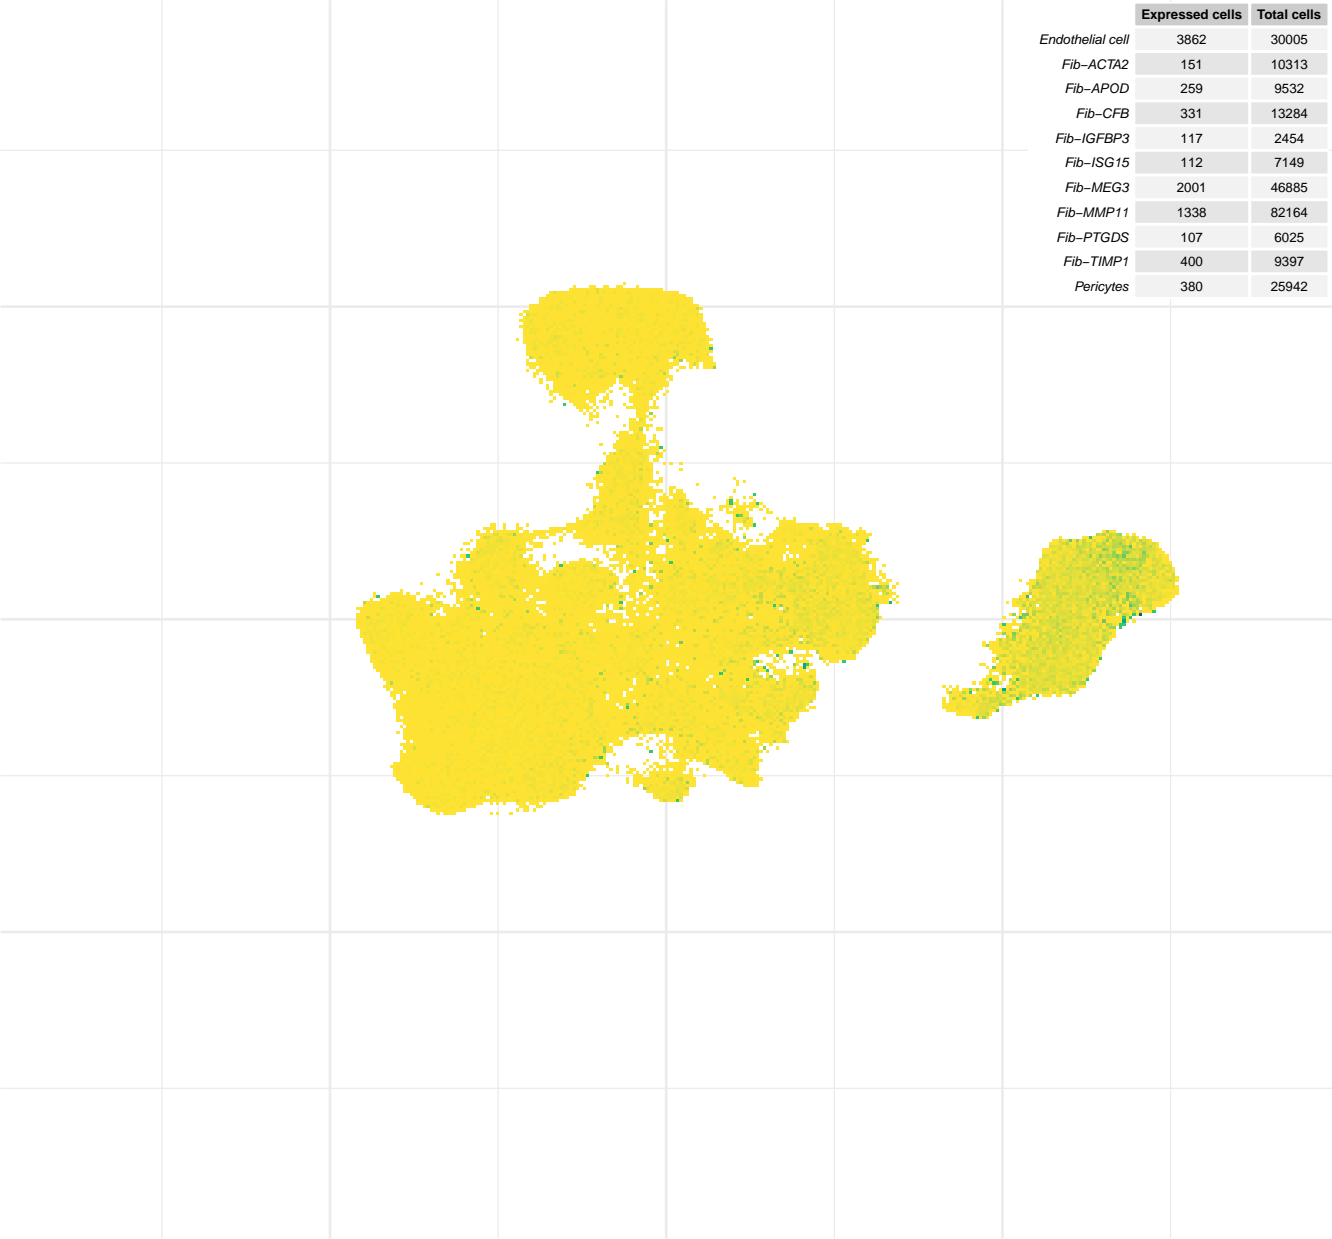 Expressed cells Total cells
Endothelial cell 3862 30005
Fib−ACTA2 151 10313
Fib−APOD 259 9532
Fib−CFB 331 13284
Fib−IGFBP3 117 2454
Fib−ISG15 112 7149
Fib−MEG3 2001 46885
Fib−MMP11 1338 82164
Fib−PTGDS 107 6025
Fib−TIMP1 400 9397
Pericytes 380 25942